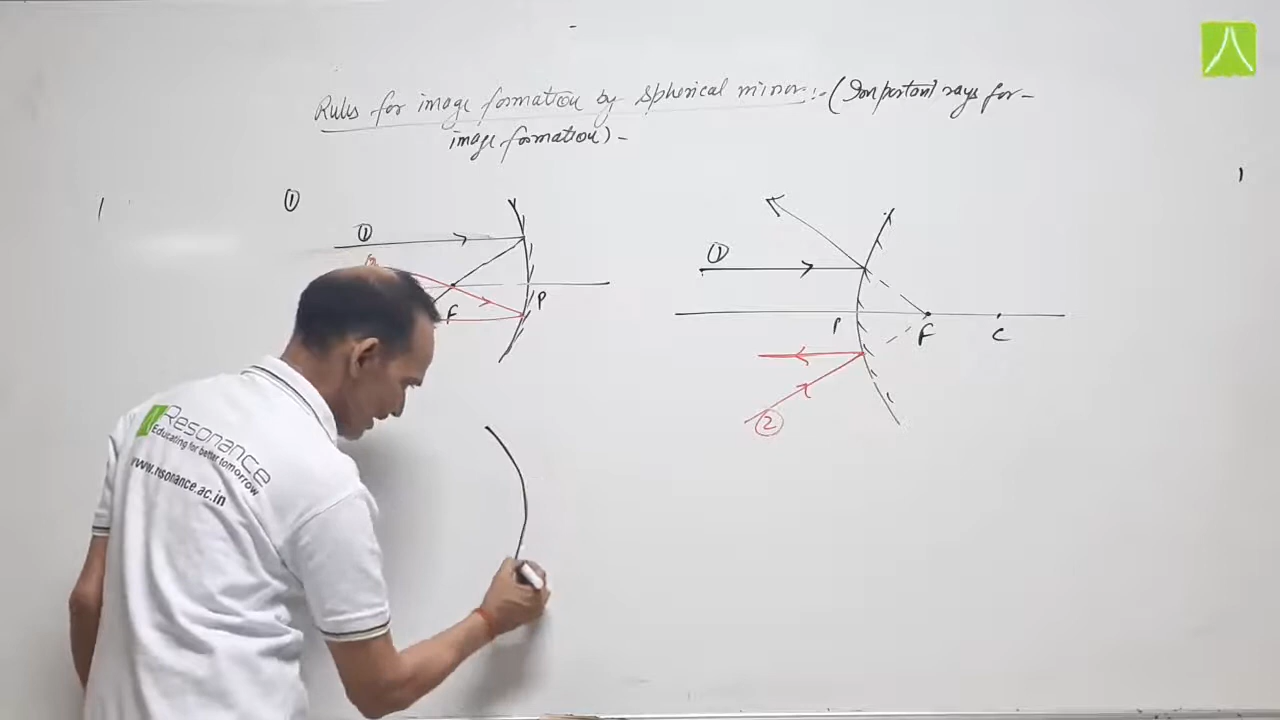 Rules for image formation by spherical mirror :- (Important rays for-
image formation) -
①
①
2
F
P
①
P
F
C
②
Resonance
Educating for better tomorrow
www.resonance.ac.in